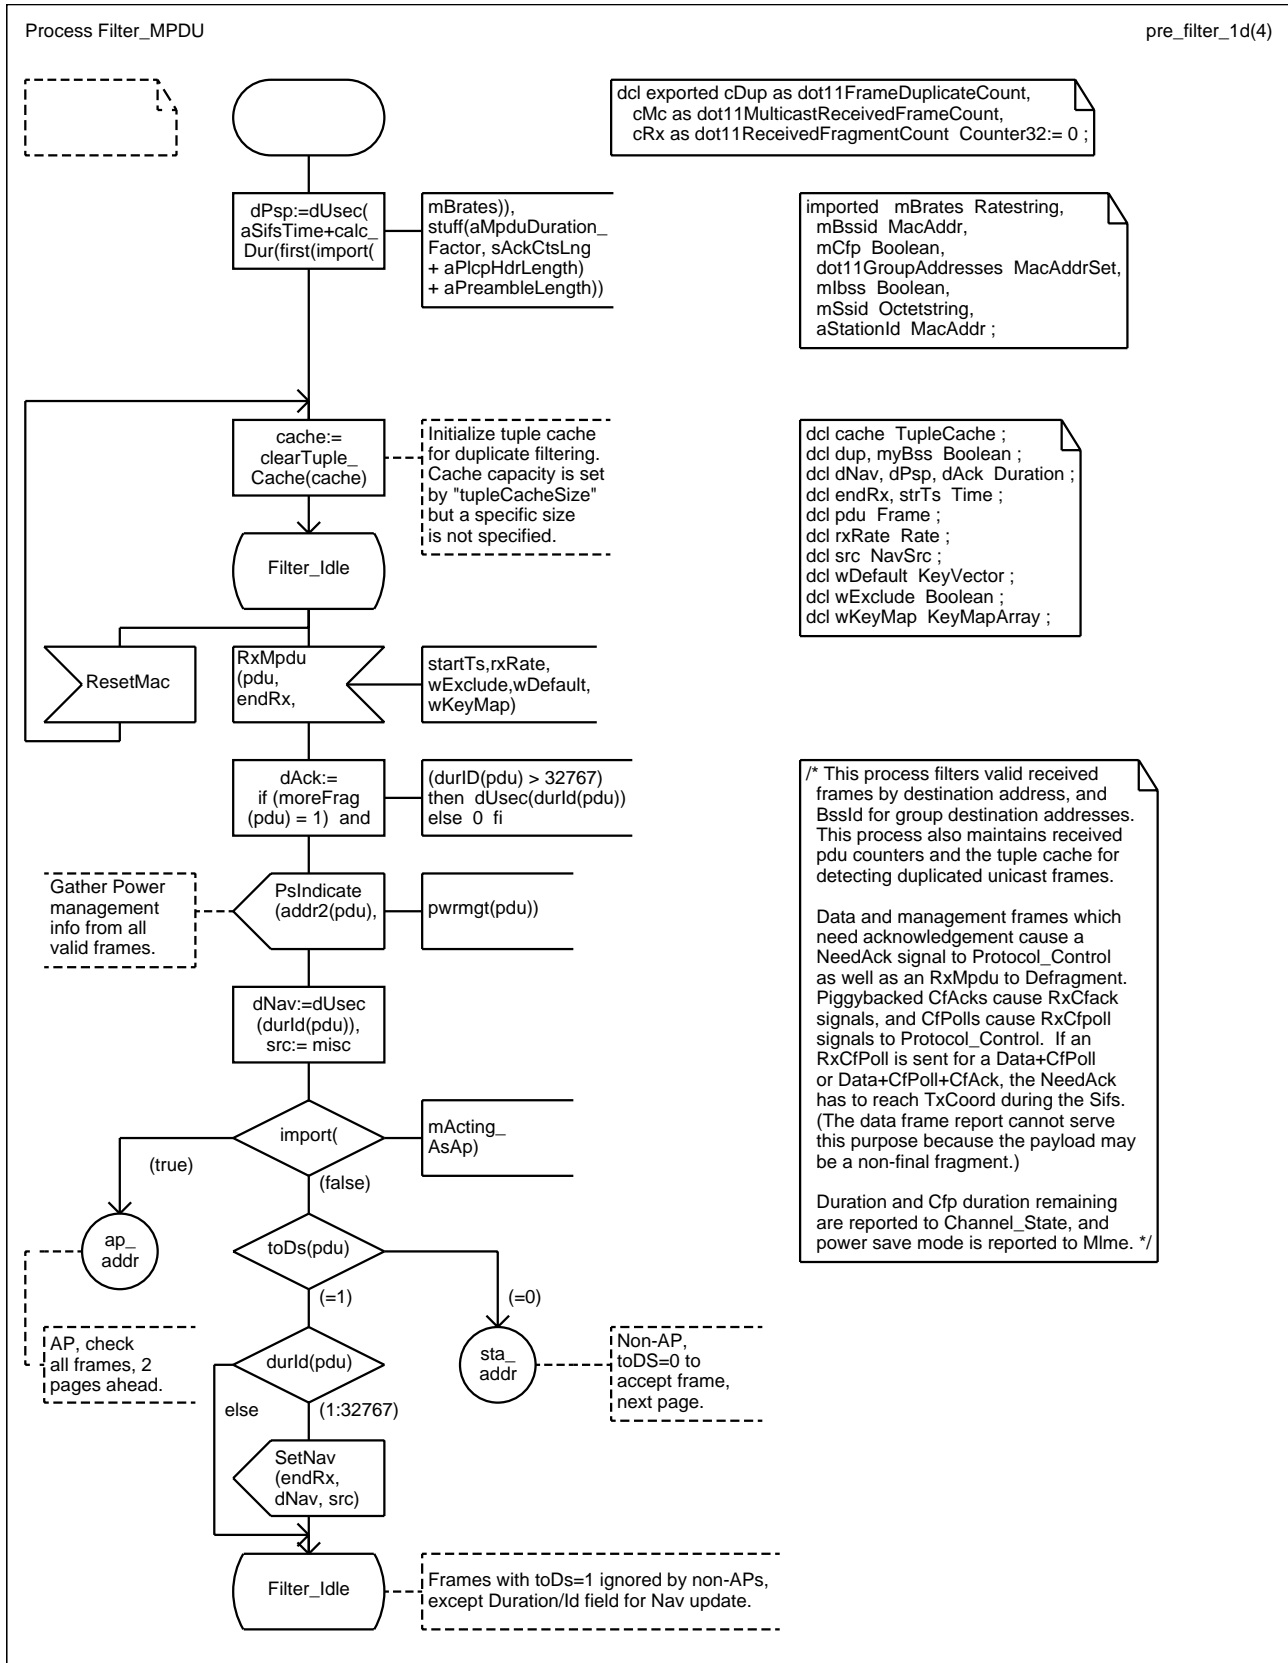 Process Filter_MPDU
pre_filter_1d(4)
dcl exported cDup as dot11FrameDuplicateCount,
cMc as dot11MulticastReceivedFrameCount,
cRx as dot11ReceivedFragmentCount Counter32:= 0 ;
dPsp:=dUsec(
aSifsTime+calc_
Dur(first(import(
mBrates)),
stuff(aMpduDuration_
Factor, sAckCtsLng
+ aPlcpHdrLength)
+ aPreambleLength))
imported mBrates Ratestring,
mBssid MacAddr,
mCfp Boolean,
dot11GroupAddresses MacAddrSet,
mIbss Boolean,
mSsid Octetstring,
aStationId MacAddr ;
cache:=
clearTuple_
Cache(cache)
Initialize tuple cache
for duplicate filtering.
Cache capacity is set
by "tupleCacheSize"
but a specific size
is not specified.
dcl cache TupleCache ;
dcl dup, myBss Boolean ;
dcl dNav, dPsp, dAck Duration ;
dcl endRx, strTs Time ;
dcl pdu Frame ;
dcl rxRate Rate ;
dcl src NavSrc ;
dcl wDefault KeyVector ;
dcl wExclude Boolean ;
dcl wKeyMap KeyMapArray ;
Filter_Idle
ResetMac
RxMpdu
(pdu,
endRx,
startTs,rxRate,
wExclude,wDefault,
wKeyMap)
dAck:=
if (moreFrag
(pdu) = 1) and
(durID(pdu) > 32767)
then dUsec(durId(pdu))
else 0 fi
/* This process filters valid received
frames by destination address, and
BssId for group destination addresses.
This process also maintains received
pdu counters and the tuple cache for
detecting duplicated unicast frames.
Data and management frames which
need acknowledgement cause a
NeedAck signal to Protocol_Control
as well as an RxMpdu to Defragment.
Piggybacked CfAcks cause RxCfack
signals, and CfPolls cause RxCfpoll
signals to Protocol_Control. If an
RxCfPoll is sent for a Data+CfPoll
or Data+CfPoll+CfAck, the NeedAck
has to reach TxCoord during the Sifs.
(The data frame report cannot serve
this purpose because the payload may
be a non-final fragment.)
Duration and Cfp duration remaining
are reported to Channel_State, and
power save mode is reported to Mlme. */
Gather Power
management
info from all
valid frames.
PsIndicate
(addr2(pdu),
pwrmgt(pdu))
dNav:=dUsec
(durId(pdu)),
src:= misc
import(
mActing_
AsAp)
(true)
(false)
ap_
addr
toDs(pdu)
(=1)
(=0)
AP, check
all frames, 2
pages ahead.
durId(pdu)
sta_
addr
Non-AP,
toDS=0 to
accept frame,
next page.
else
(1:32767)
SetNav
(endRx,
dNav, src)
Filter_Idle
Frames with toDs=1 ignored by non-APs,
except Duration/Id field for Nav update.